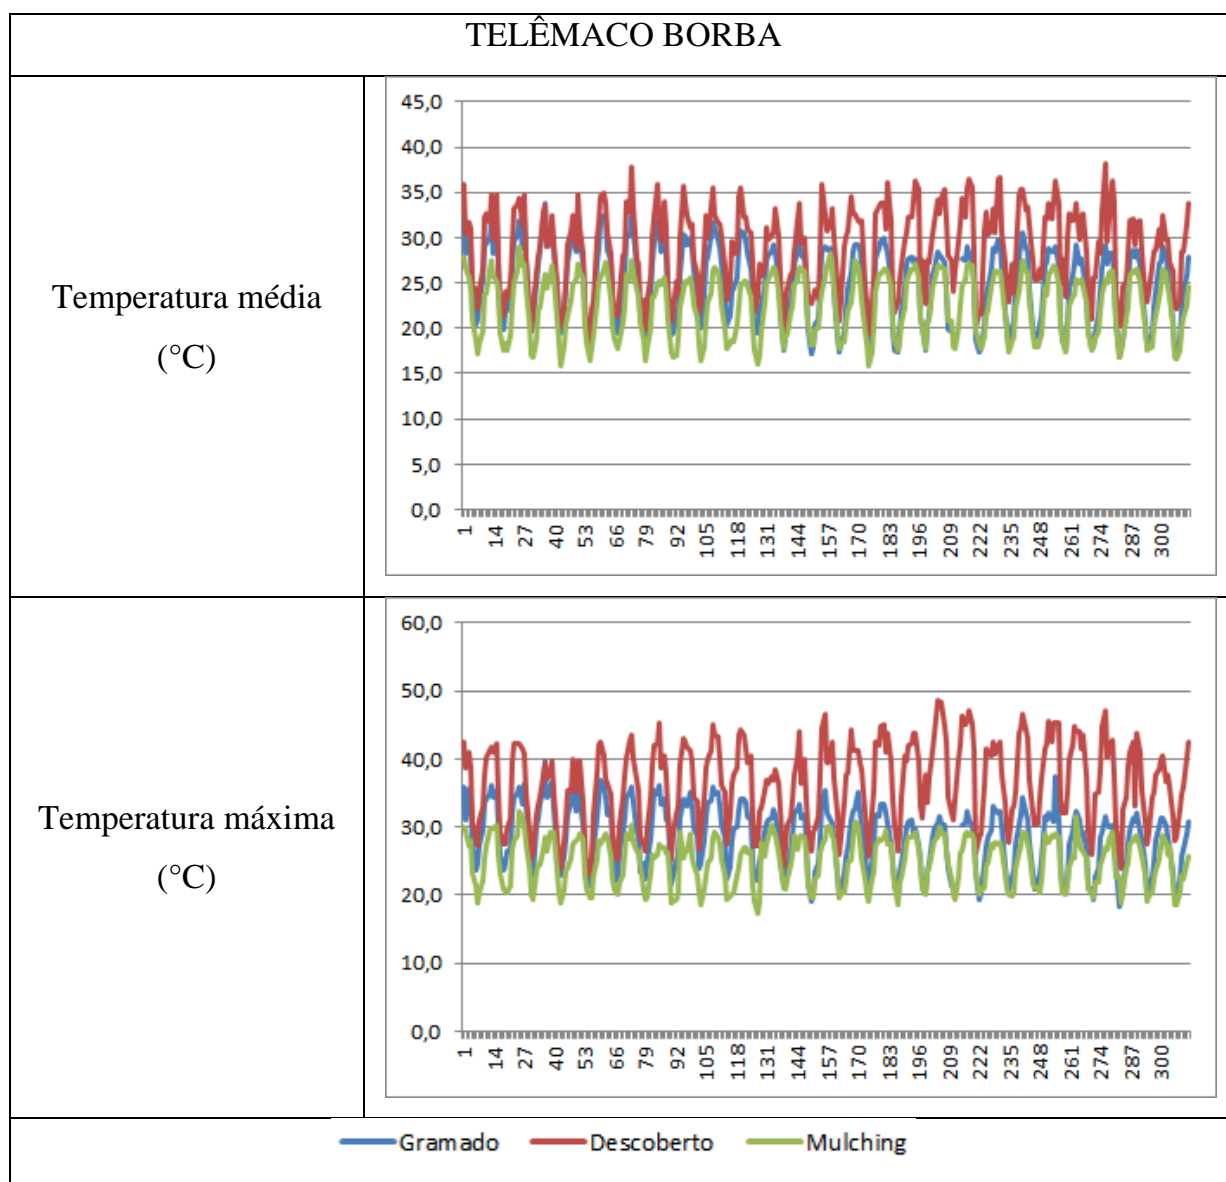 TELÊMACO BORBA
Temperatura média
(°C)
45,0
40,0
35,0
30,0
25,0
20,0
15,0
10,0
5,0
0,0
1 14 27 40 53 66 79 92 105 118 131 144 157 170 183 196 209 222 235 248 261 274 287 300
Temperatura máxima
(°C)
60,0
50,0
40,0
30,0
20,0
10,0
0,0
1 14 27 40 53 66 79 92 105 118 131 144 157 170 183 196 209 222 235 248 261 274 287 300
Gramado Descoberto Mulching